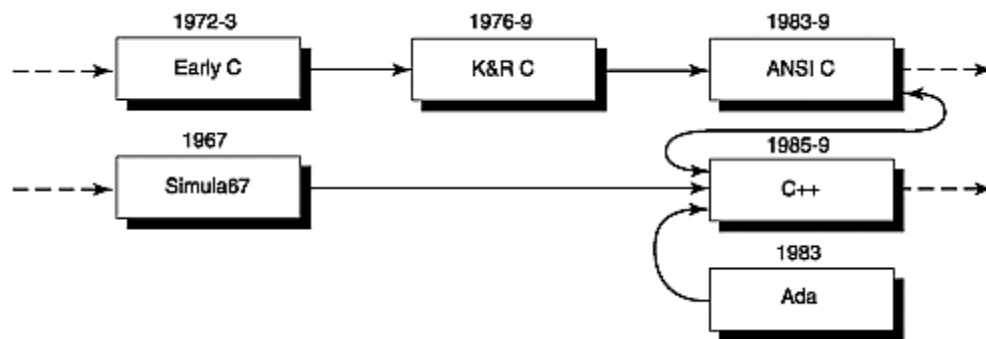 1972-3
1976-9
1983-9
Early C
K&R C
ANSI C
1967
1985-9
Simula67
C++
1983
Ada